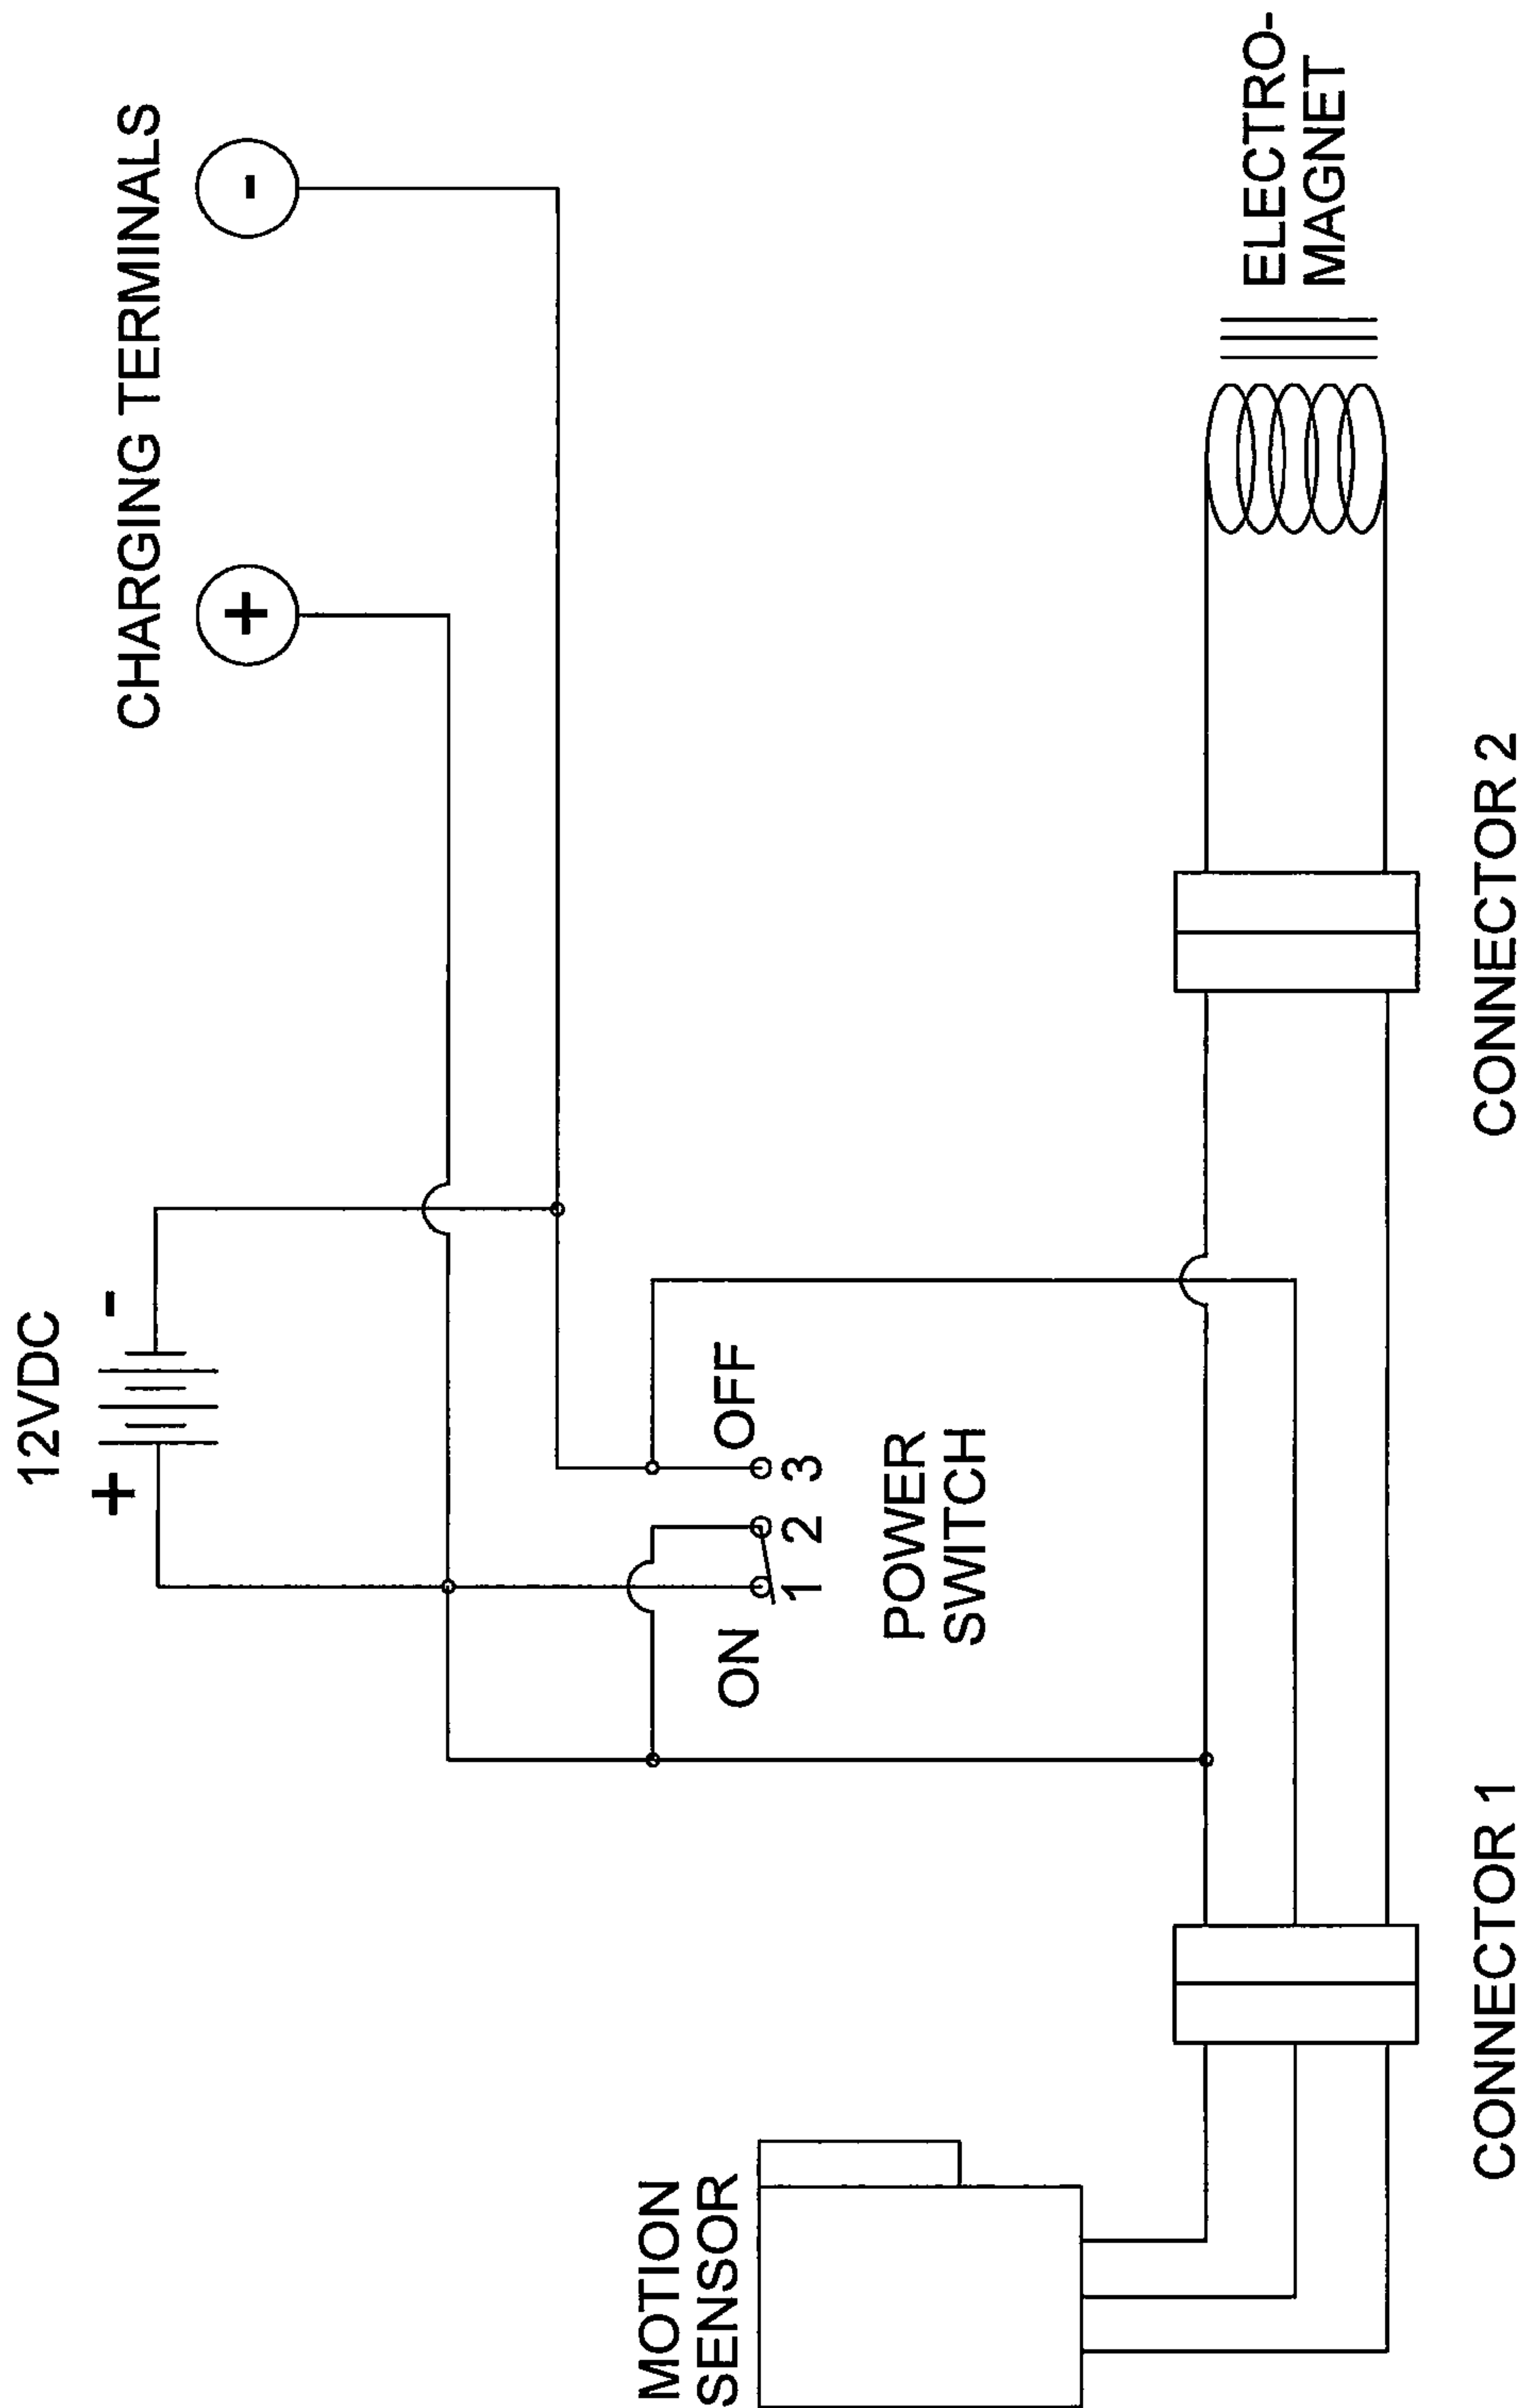 12VDC
+
-
CHARGING TERMINALS
+
-
ON
OFF
1
2
3
POWER
SWITCH
MOTION
SENSOR
ELECTRO-
MAGNET
CONNECTOR 1
CONNECTOR 2